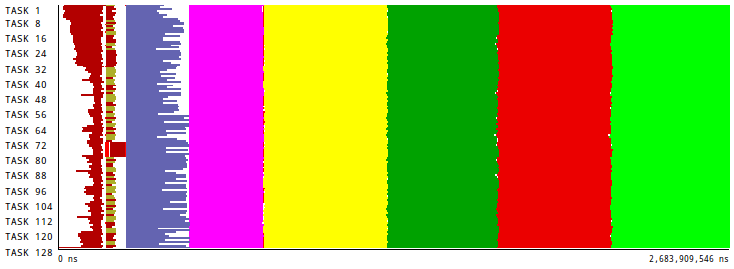 TASK 1
TASK 8
TASK 16
TASK 24
TASK 32
TASK 40
TASK 48
TASK 56
TASK 64
TASK 72
TASK 80
TASK 88
TASK 96
TASK 104
TASK 112
TASK 120
TASK 128
0 ns 2,683,909,546 ns